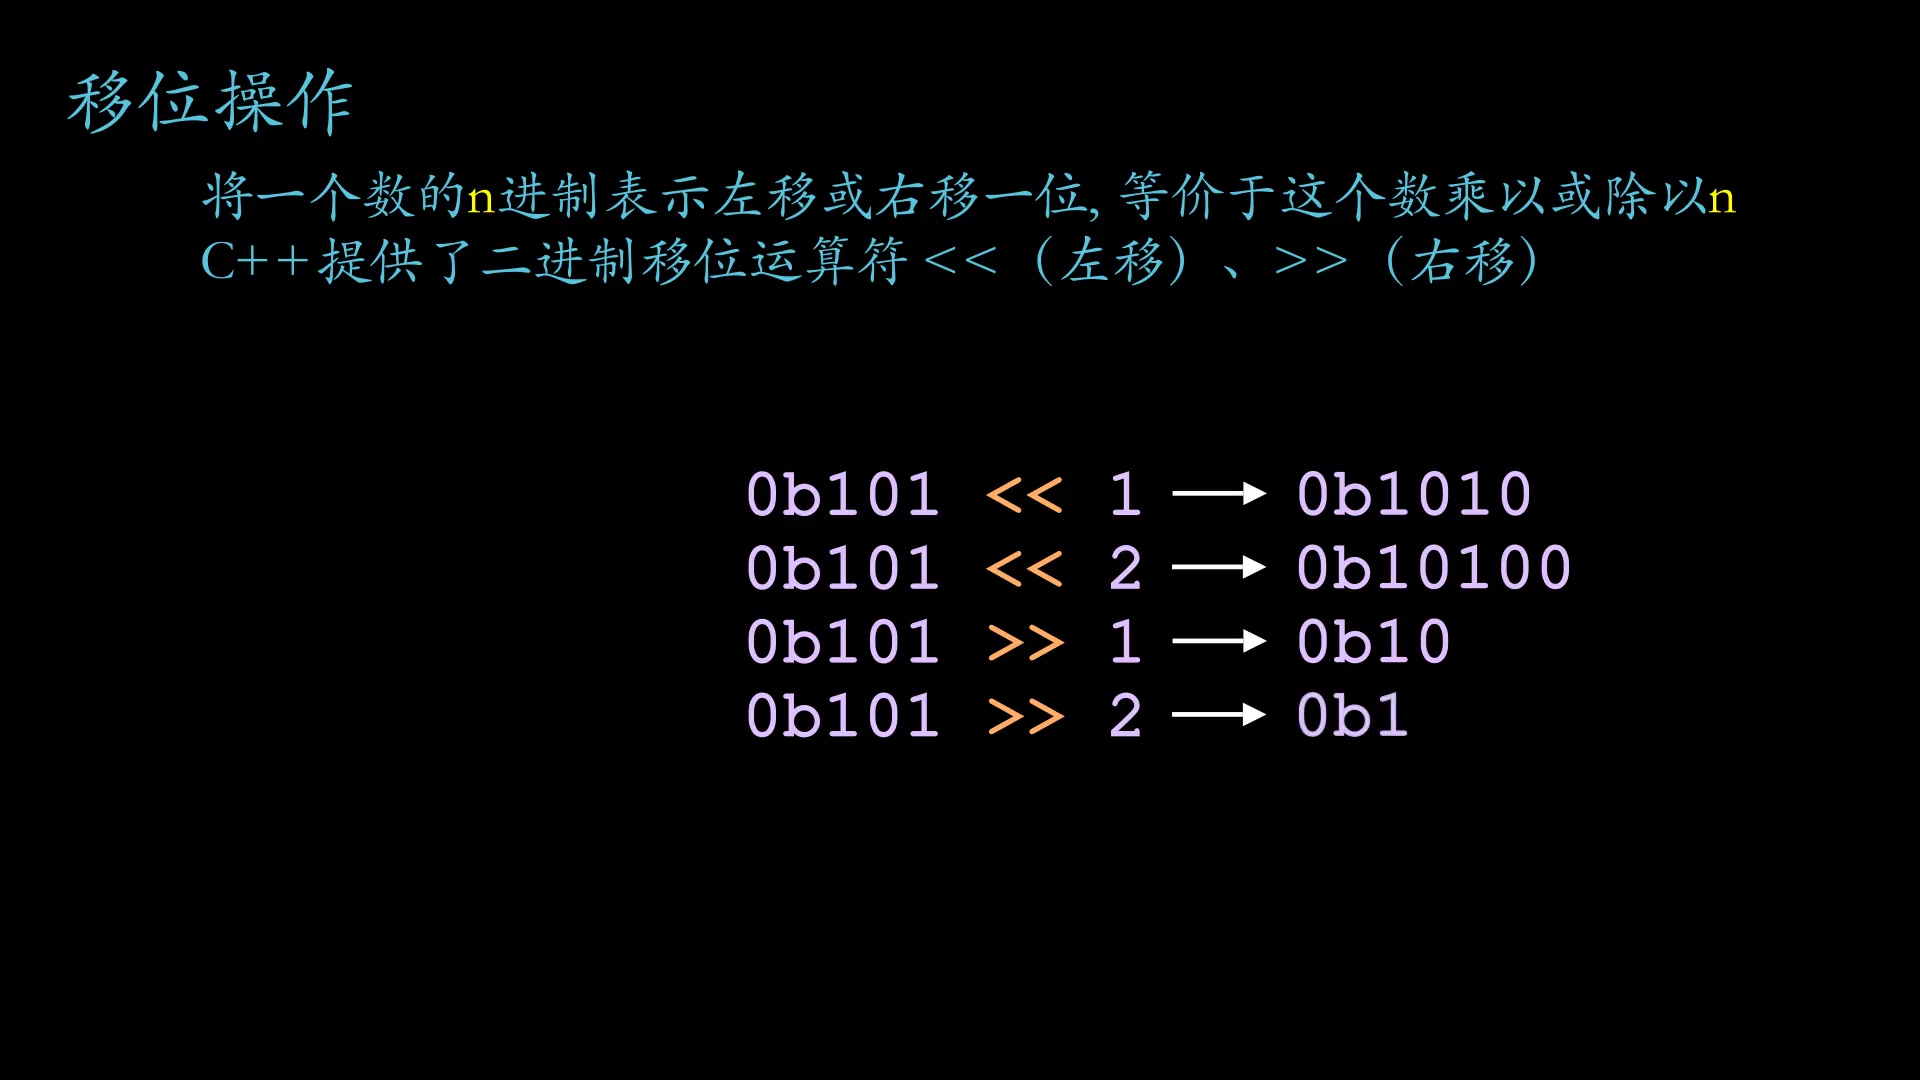 移位操作
将一个数的n进制表示左移或右移一位, 等价于这个数乘以或除以n
C++提供了二进制移位运算符 << （左移）、>> （右移）
0b101 << 1 → 0b1010
0b101 << 2 → 0b10100
0b101 >> 1 → 0b10
0b101 >> 2 → 0b1